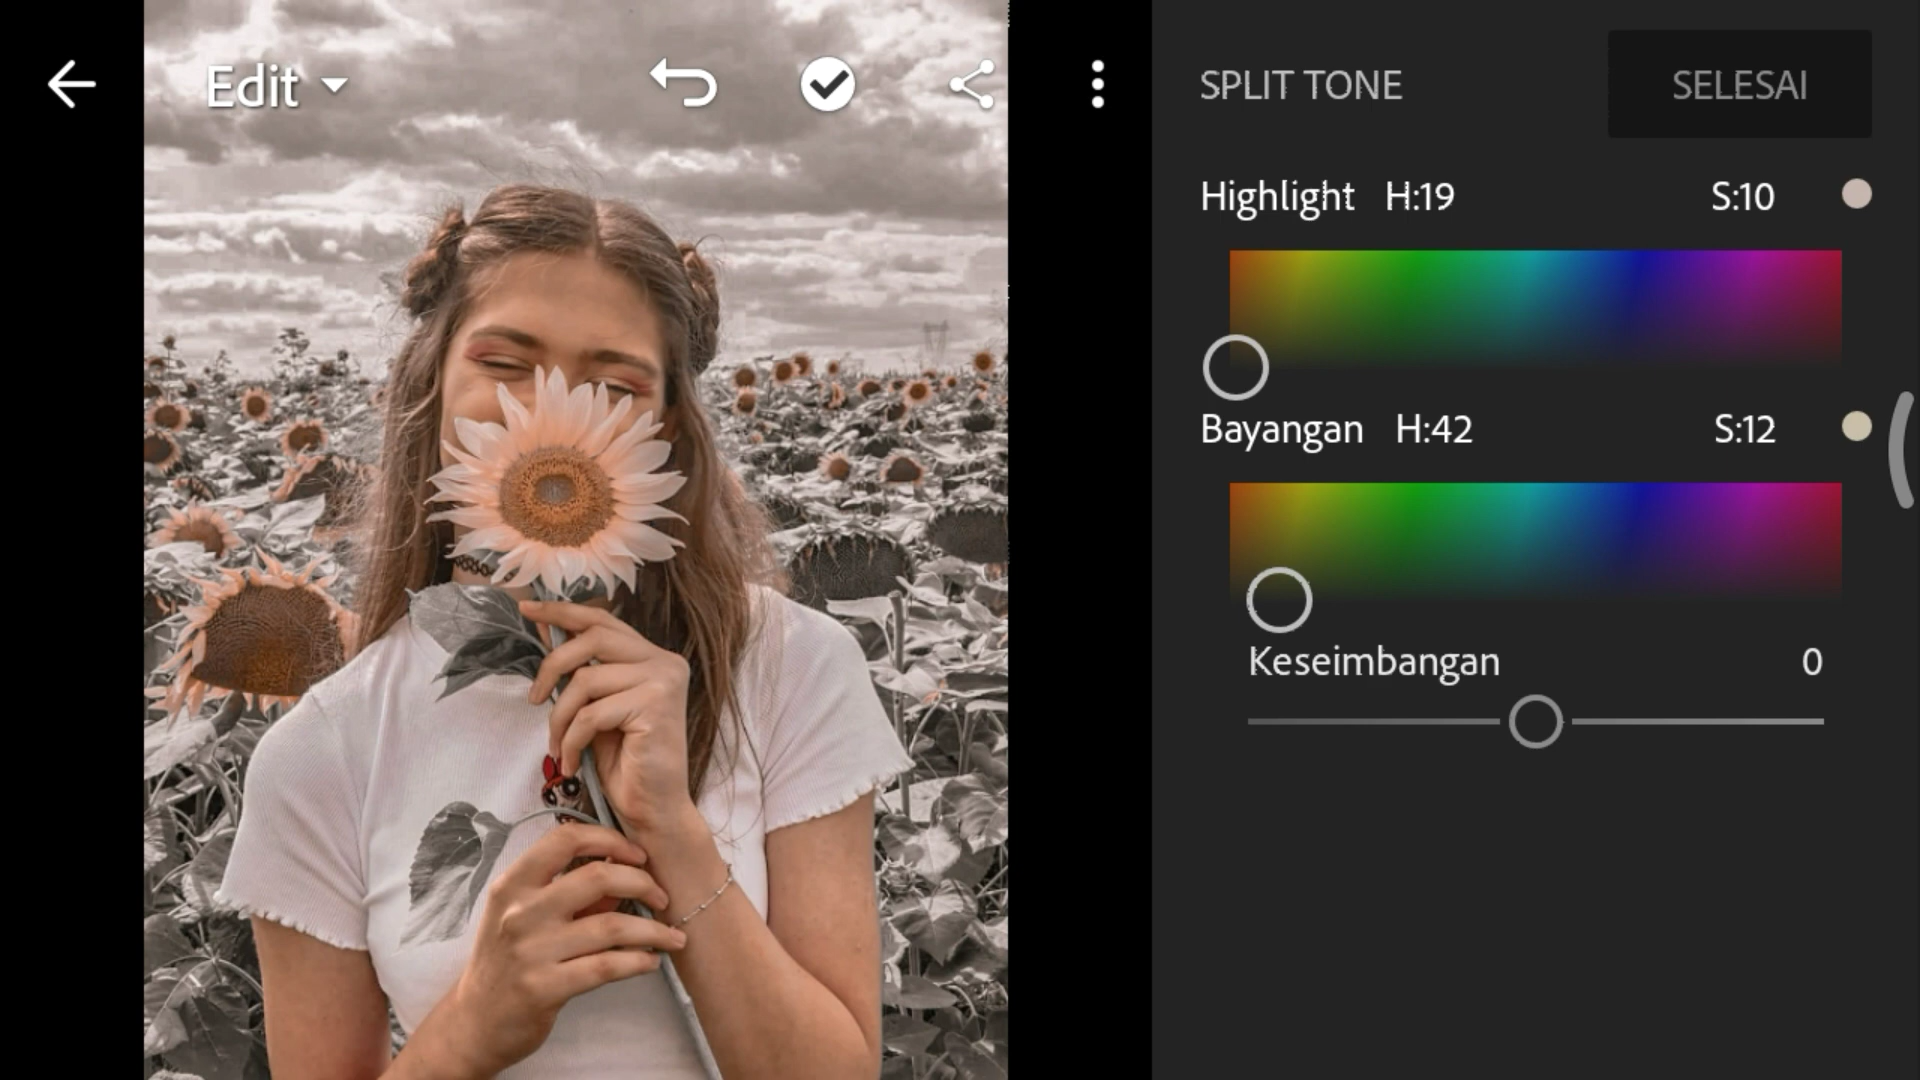 Edit
SPLIT TONE SELESAI
Highlight H:19 S:10
Bayangan H:42 S:12
Keseimbangan 0